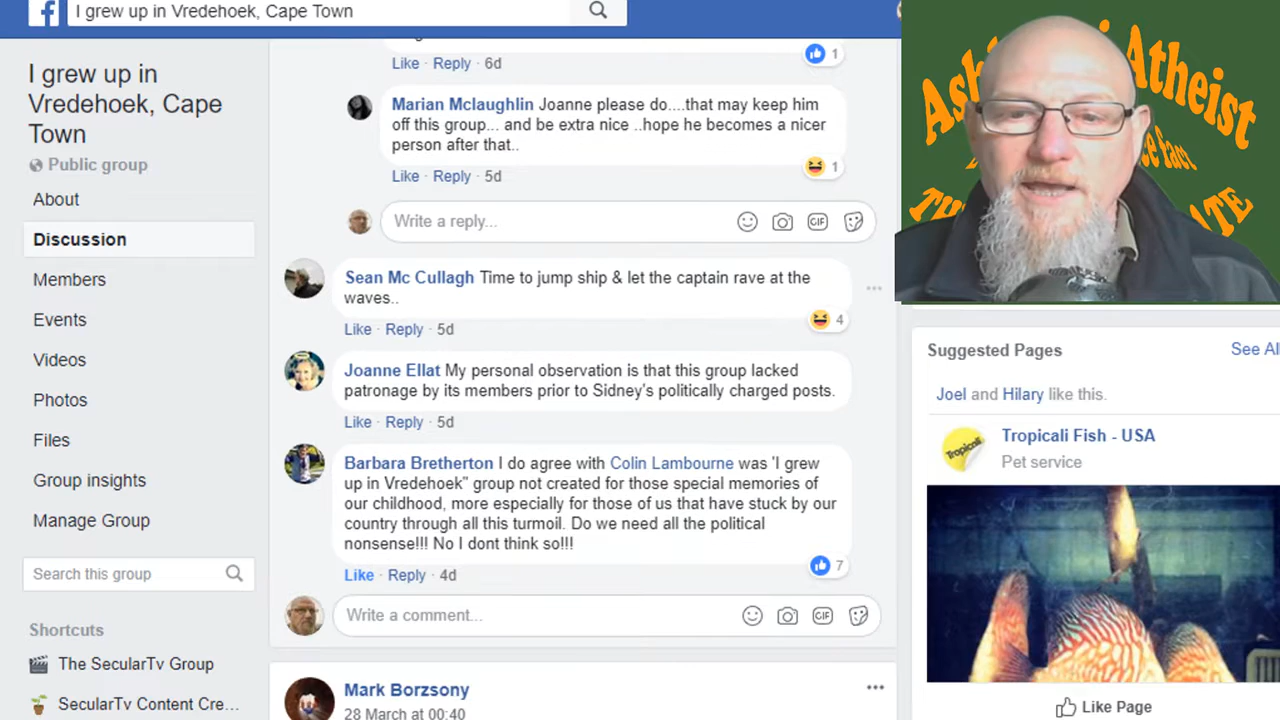 I grew up in Vredehoek, Cape Town
I grew up in
Vredehoek, Cape
Town
Public group
About
Discussion
Members
Events
Videos
Photos
Files
Group insights
Manage Group
Search this group
Shortcuts
The SecularTv Group
SecularTv Content Cre...
1
Like · Reply · 6d
Marian Mclaughlin Joanne please do....that may keep him
off this group... and be extra nice ..hope he becomes a nicer
person after that..
1
Like · Reply · 5d
Write a reply...
GIF
Sean Mc Cullagh Time to jump ship & let the captain rave at the
waves..
4
Like · Reply · 5d
Joanne Ellat My personal observation is that this group lacked
patronage by its members prior to Sidney's politically charged posts.
Like · Reply · 5d
Barbara Bretherton I do agree with Colin Lambourne was 'I grew
up in Vredehoek" group not created for those special memories of
our childhood, more especially for those of us that have stuck by our
country through all this turmoil. Do we need all the political
nonsense!!! No I dont think so!!!
7
Like · Reply · 4d
Write a comment...
GIF
Mark Borzsony
28 March at 00:40
Atheist
Suggested Pages
See All
Joel and Hilary like this.
Tropicali
Tropicali Fish - USA
Pet service
Like Page